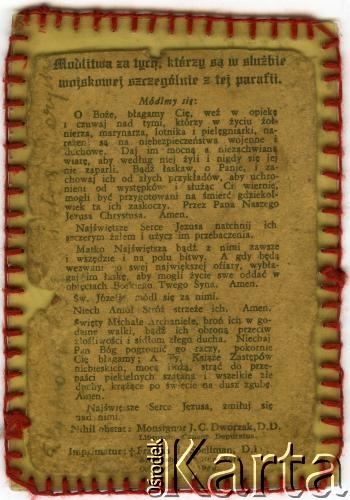 Modlitwa za tych, którzy są w służbie
wojskowej szczególnie z tej parafii.
Módlmy się:
O Boże, błagamy Cię, weź w opiekę
i czuwaj nad tymi, którzy w życiu żoł-
nierza, marynarza, lotnika i pielęgniarki, na-
rażeni są na niebezpieczeństwa wojenne i
duchowe. Daj im mocną a niezachwianą
wiarę, aby według niej żyli i nigdy się jej
nie zaparli. Bądź łaskaw, o Panie, i za-
chowaj ich od złych przykładów, aby uchro-
nieni od występków i służąc Ci wiernie,
mogli być przygotowani na śmierć gdziekol-
wiek ta ich zaskoczy. Przez Pana Naszego
Jezusa Chrystusa. Amen.
Najświętsze Serce Jezusa natchnij ich
szczerym żalem i użycz im przebaczenia.
Matko Najświętsza bądź z nimi zawsze
i wszędzie i na polu bitwy. A gdy będą
wezwani do swej największej ofiary, wybła-
gaj im łaskę, aby mogli życie swe oddać w
objęciach Boskiego Twego Syna. Amen.
Św. Józefie, módl się za nimi.
Niech Anioł Stróż strzeże ich. Amen.
Święty Michale Archaniele, broń ich w go-
dzinę walki, bądź ich obroną przeciw
złośliwości i sideł złego ducha. Niechaj
Pan Bóg pogromić go raczy, pokornie
Cię błagamy; A Ty, Książę Zastępów
niebieskich, mocą Bożą, strąć do prze-
paści piekielnych szatana i wszelkie złe
duchy, krążące po świecie na dusz zgubę.
Amen.
Najświętsze Serce Jezusa, zmiłuj się
nad nimi.
Nihil obstat: Monsignor J. C. Dworzak, D.D.
Deputatus.
Imprimatur: Spellman, D.D.
ośrodek Karta